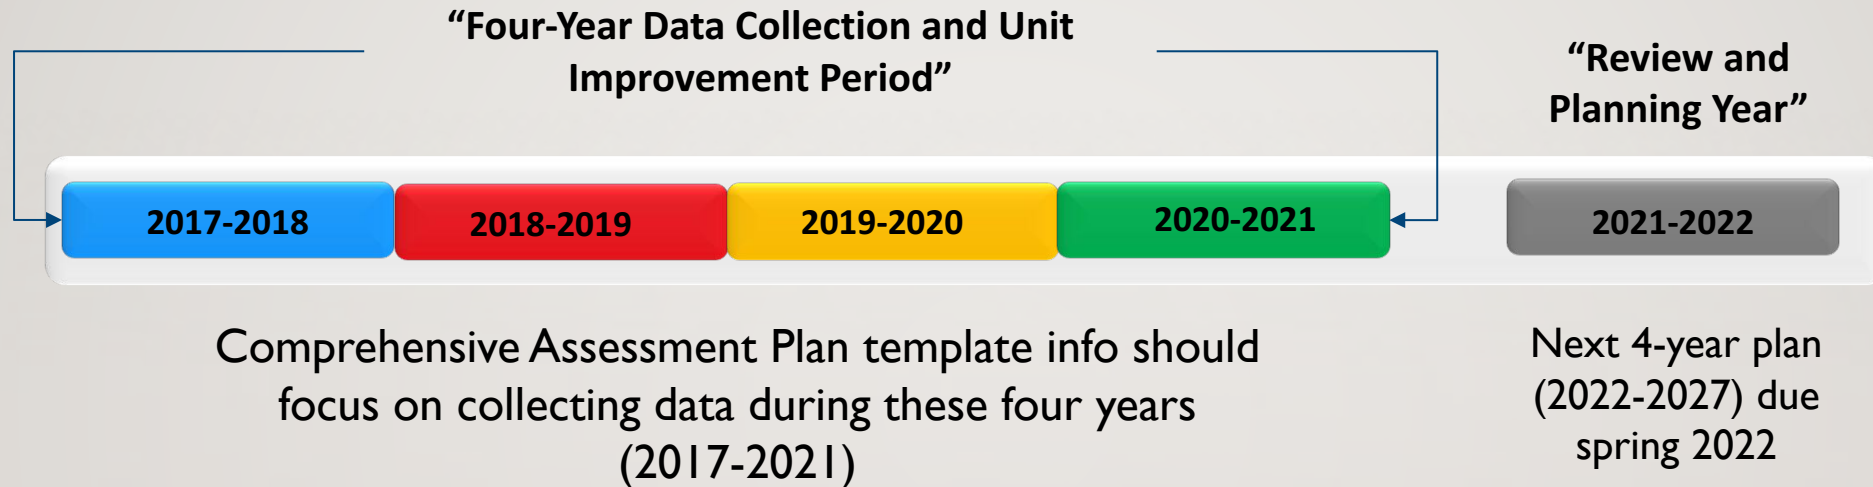 “Four-Year Data Collection and Unit
Improvement Period”
“Review and
Planning Year”
2017-2018
2018-2019
2019-2020
2020-2021
2021-2022
Comprehensive Assessment Plan template info should
focus on collecting data during these four years
(2017-2021)
Next 4-year plan
(2022-2027) due
spring 2022